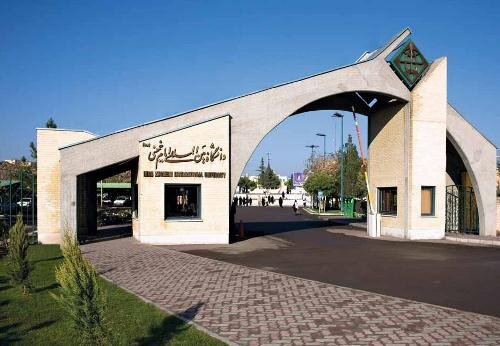 دانشگاه بین المللی امام خمینی
IMAM KHOMEINI INTERNATIONAL UNIVERSITY